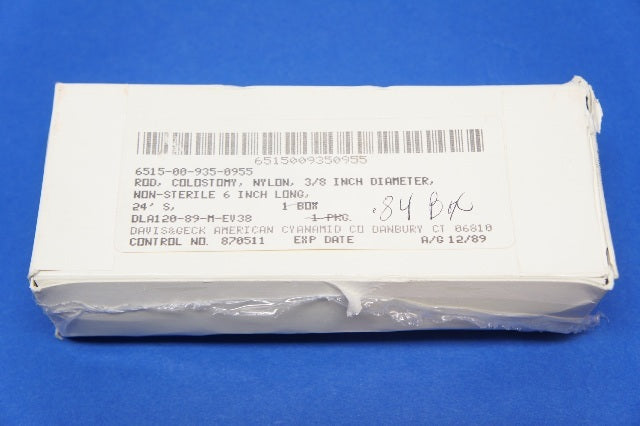 6515009350955
6515-00-935-0955
ROD, COLOSTOMY, NYLON, 3/8 INCH DIAMETER,
NON-STERILE 6 INCH LONG,
24' S, 1 BOX
DLA120-89-M-EV38 1 PKG. .84 Bx
DAVIS&GECK AMERICAN CYANAMID CO DANBURY CT 06810
CONTROL NO. 870511 EXP DATE A/G 12/89